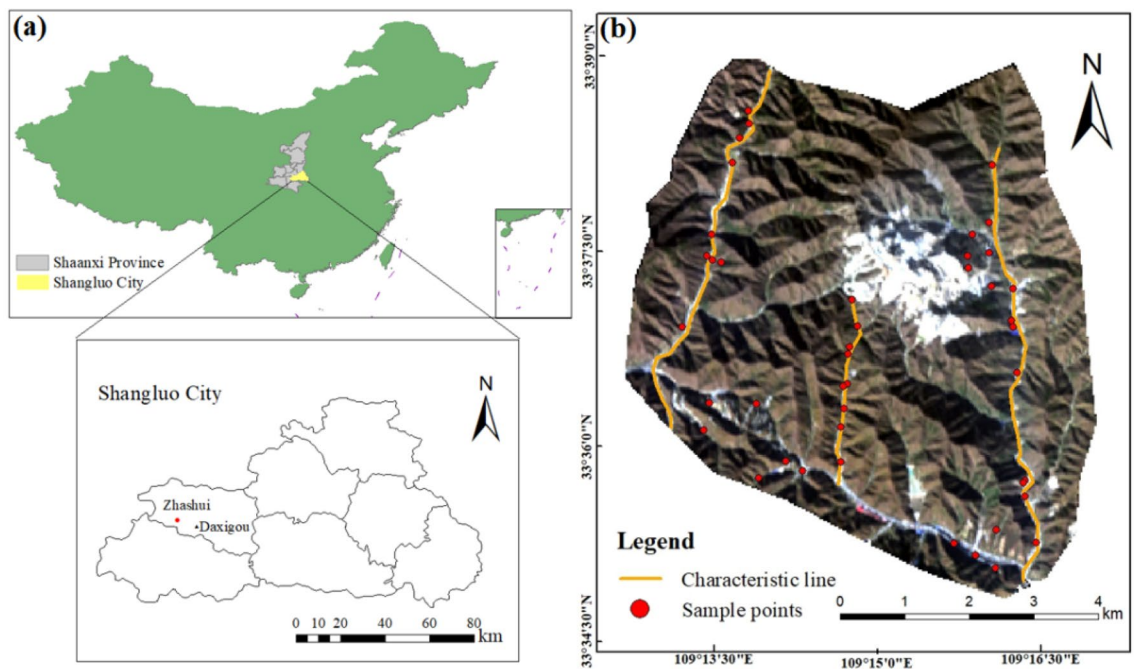 (a)
Shaanxi Province
Shangluo City
Shangluo City
N
Zhashui
Daxigou
0 10 20 40 60 80
km
(b)
33°39'0"N
33°37'30"N
33°36'0"N
33°34'30"N
N
Legend
Characteristic line
Sample points
0 1 2 3 4
km
109°13'30"E
109°15'0"E
109°16'30"E